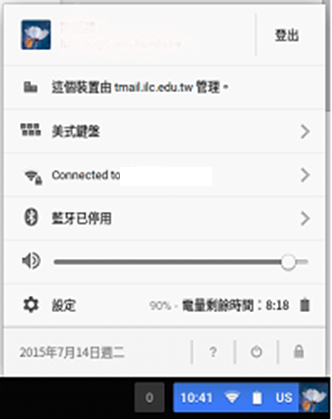 登出
這個裝置由 tmail.ilc.edu.tw 管理。
美式鍵盤
Connected to
藍牙已停用
設定 90% - 電量剩餘時間：8:18
2015年7月14日週二 ?
0 10:41 US